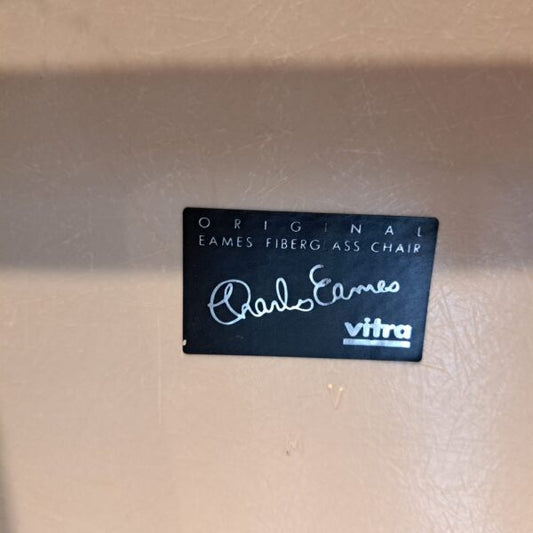 ORIGINAL
EAMES FIBERGLASS CHAIR
Charles Eames
vitra
V
W